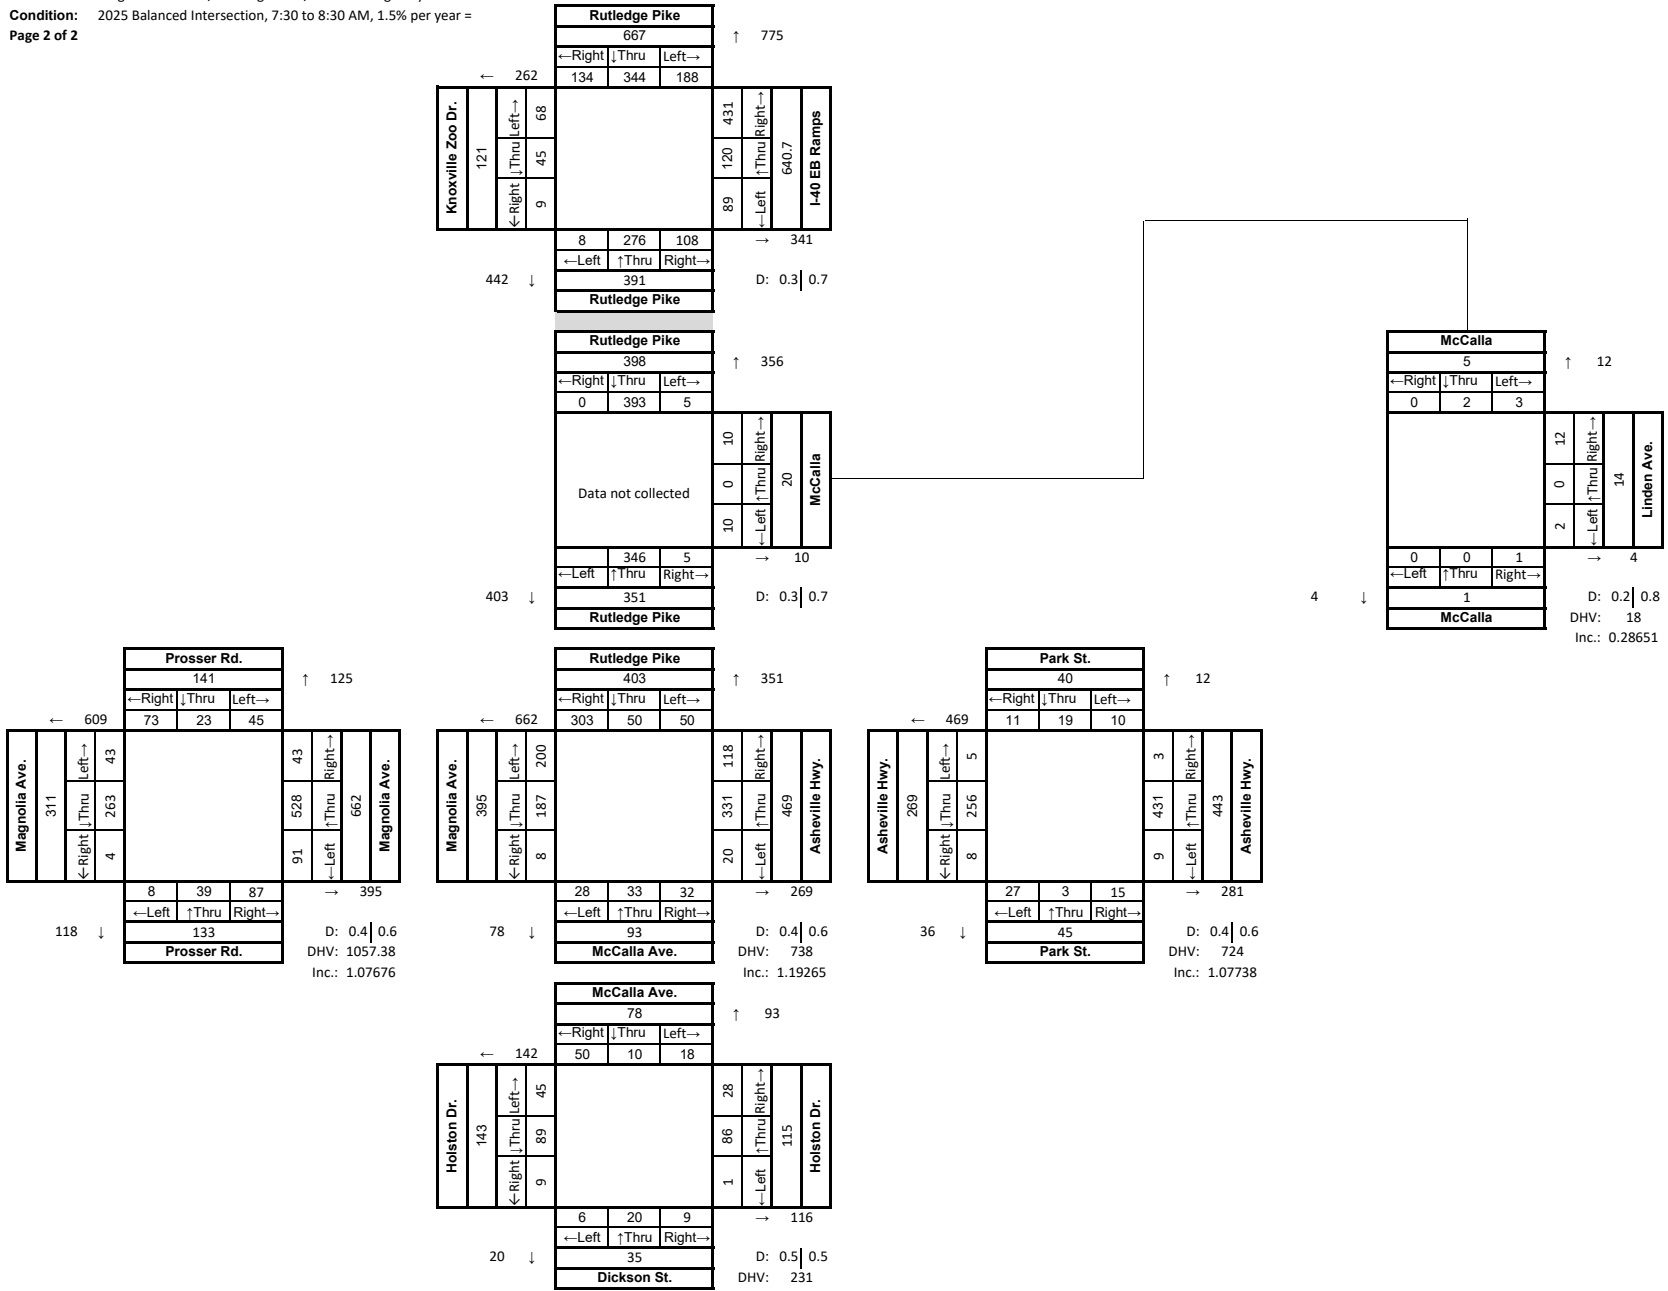 Condition: 2025 Balanced Intersection, 7:30 to 8:30 AM, 1.5% per year =
Page 2 of 2
Rutledge Pike
667
↑ 775
←Right ↓Thru Left→
← 262
134 344 188
Knoxville Zoo Dr.
121
←Right ↓Thru Left→
9 45 68
89 120 431
←Left ↑Thru Right→
640.7
I-40 EB Ramps
8 276 108
→ 341
←Left ↑Thru Right→
442 ↓
391
D: 0.3 0.7
Rutledge Pike
Rutledge Pike
398
↑ 356
←Right ↓Thru Left→
0 393 5
Data not collected
10 0 10
←Left ↑Thru Right→
20
McCalla
346 5
→ 10
←Left ↑Thru Right→
403 ↓
351
D: 0.3 0.7
Rutledge Pike
McCalla
5
↑ 12
←Right ↓Thru Left→
0 2 3
2 0 12
←Left ↑Thru Right→
14
Linden Ave.
0 0 1
→ 4
←Left ↑Thru Right→
4 ↓
1
D: 0.2 0.8
McCalla
DHV: 18
Inc.: 0.28651
Prosser Rd.
141
↑ 125
←Right ↓Thru Left→
← 609
73 23 45
Magnolia Ave.
311
←Right ↓Thru Left→
4 263 43
91 528 43
←Left ↑Thru Right→
662
Magnolia Ave.
8 39 87
→ 395
←Left ↑Thru Right→
118 ↓
133
D: 0.4 0.6
Prosser Rd.
DHV: 1057.38
Inc.: 1.07676
Rutledge Pike
403
↑ 351
←Right ↓Thru Left→
← 662
303 50 50
Magnolia Ave.
395
←Right ↓Thru Left→
8 187 200
20 331 118
←Left ↑Thru Right→
469
Asheville Hwy.
28 33 32
→ 269
←Left ↑Thru Right→
78 ↓
93
D: 0.4 0.6
McCalla Ave.
DHV: 738
Inc.: 1.19265
Park St.
40
↑ 12
←Right ↓Thru Left→
← 469
11 19 10
Asheville Hwy.
269
←Right ↓Thru Left→
8 256 5
9 431 3
←Left ↑Thru Right→
443
Asheville Hwy.
27 3 15
→ 281
←Left ↑Thru Right→
36 ↓
45
D: 0.4 0.6
Park St.
DHV: 724
Inc.: 1.07738
McCalla Ave.
78
↑ 93
←Right ↓Thru Left→
← 142
50 10 18
Holston Dr.
143
←Right ↓Thru Left→
9 89 45
1 86 28
←Left ↑Thru Right→
115
Holston Dr.
6 20 9
→ 116
←Left ↑Thru Right→
20 ↓
35
D: 0.5 0.5
Dickson St.
DHV: 231